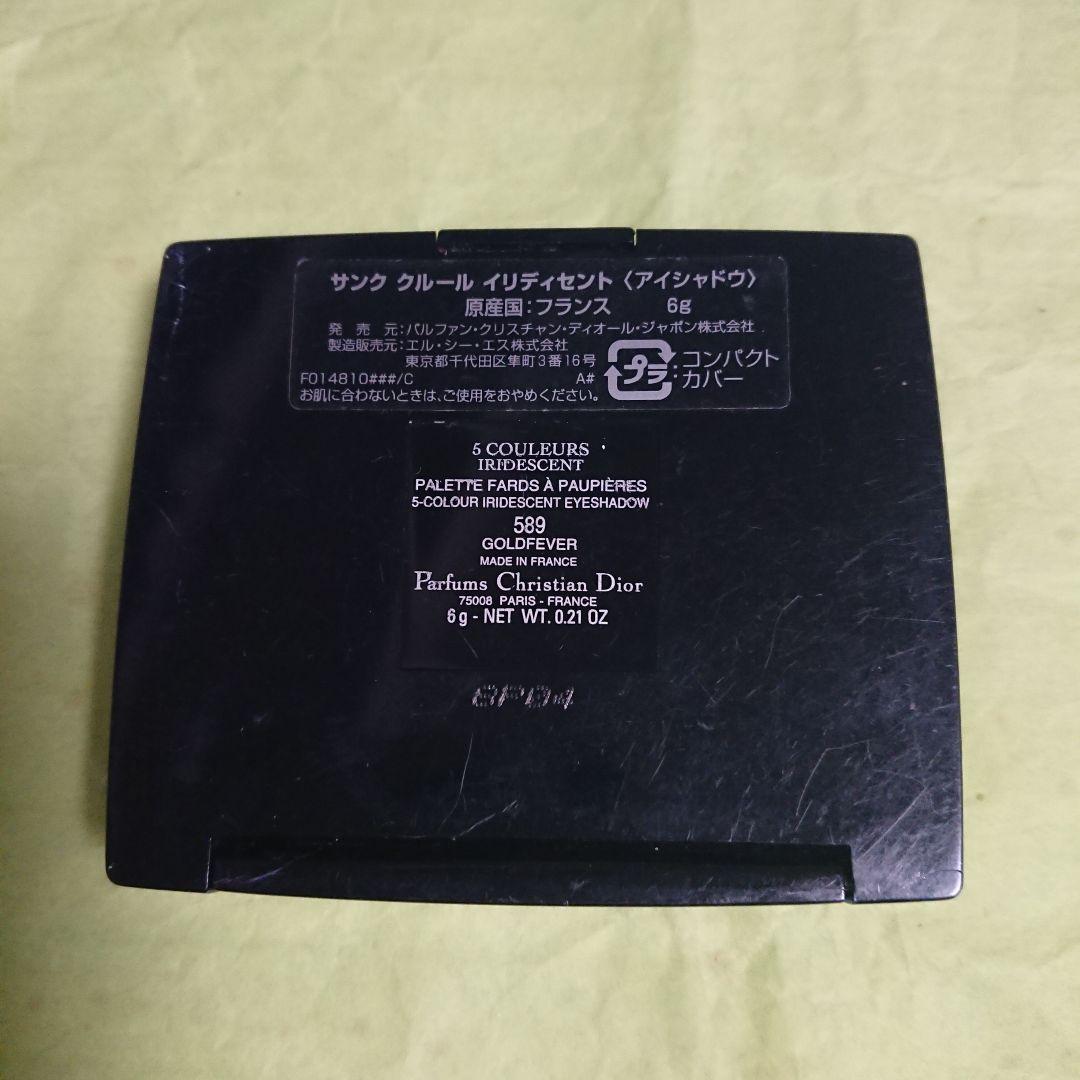 サンク クルール イリディセント〈アイシャドウ〉
原産国:フランス 6g
発売元:パルファン・クリスチャン・ディオール・ジャポン株式会社
製造販売元:エル・シー・エス株式会社
東京都千代田区隼町3番16号
F014810###/C A#
お肌に合わないときは、ご使用をおやめください。
プラ
:コンパクト
カバー
5 COULEURS
IRIDESCENT
PALETTE FARDS À PAUPIÈRES
5-COLOUR IRIDESCENT EYESHADOW
589
GOLDFEVER
MADE IN FRANCE
Parfums Christian Dior
75008 PARIS - FRANCE
6g - NET WT. 0.21 OZ